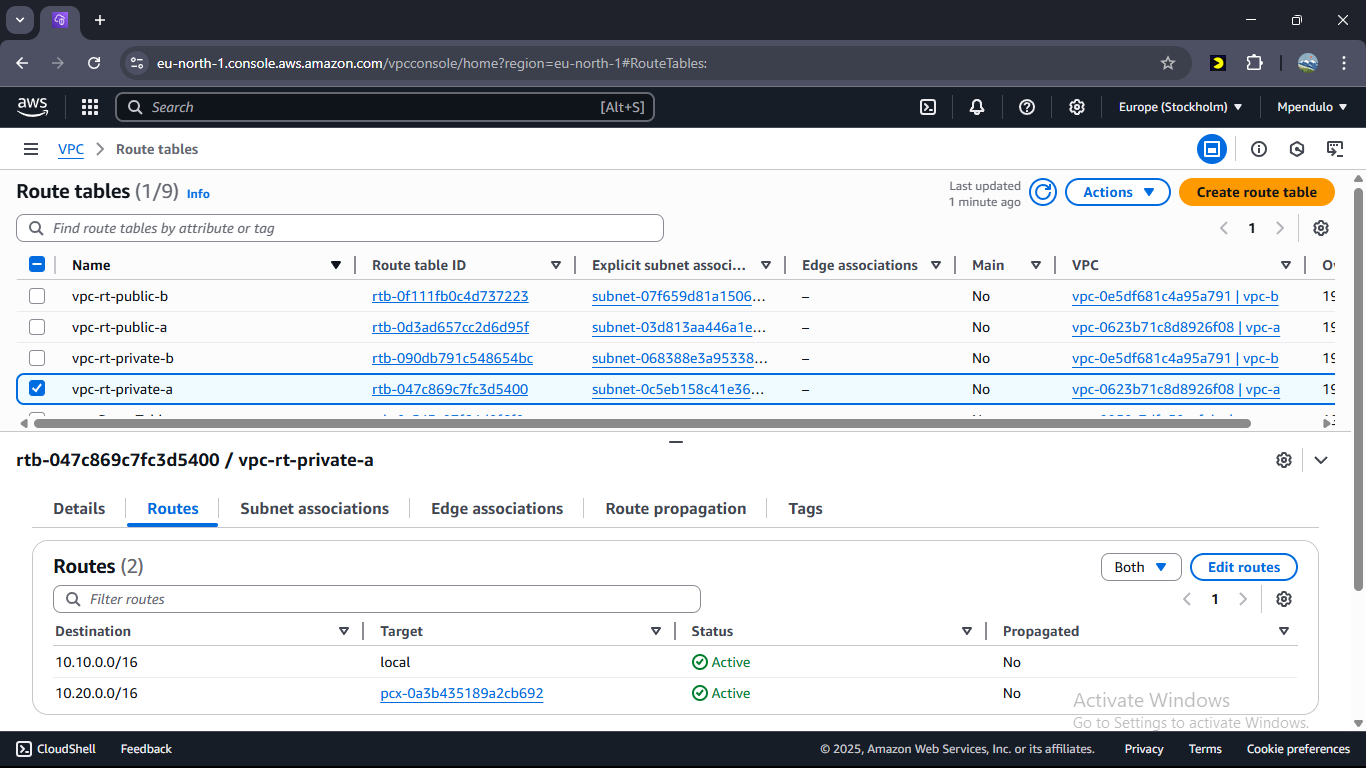 eu-north-1.console.aws.amazon.com/vpcconsole/home?region=eu-north-1#RouteTables:
aws Search [Alt+S] Europe (Stockholm) Mpendulo
VPC > Route tables
Route tables (1/9) Info Last updated 1 minute ago Actions Create route table
Find route tables by attribute or tag 1
Name Route table ID Explicit subnet associ... Edge associations Main VPC
vpc-rt-public-b rtb-0f111fb0c4d737223 subnet-07f659d81a1506... – No vpc-0e5df681c4a95a791 | vpc-b 19
vpc-rt-public-a rtb-0d3ad657cc2d6d95f subnet-03d813aa446a1e... – No vpc-0623b71c8d8926f08 | vpc-a 19
vpc-rt-private-b rtb-090db791c548654bc subnet-068388e3a95338... – No vpc-0e5df681c4a95a791 | vpc-b 19
vpc-rt-private-a rtb-047c869c7fc3d5400 subnet-0c5eb158c41e36... – No vpc-0623b71c8d8926f08 | vpc-a 19
rtb-047c869c7fc3d5400 / vpc-rt-private-a
Details Routes Subnet associations Edge associations Route propagation Tags
Routes (2) Both Edit routes
Filter routes 1
Destination Target Status Propagated
10.10.0.0/16 local Active No
10.20.0.0/16 pcx-0a3b435189a2cb692 Active No
Activate Windows
Go to Settings to activate Windows.
CloudShell Feedback © 2025, Amazon Web Services, Inc. or its affiliates. Privacy Terms Cookie preferences